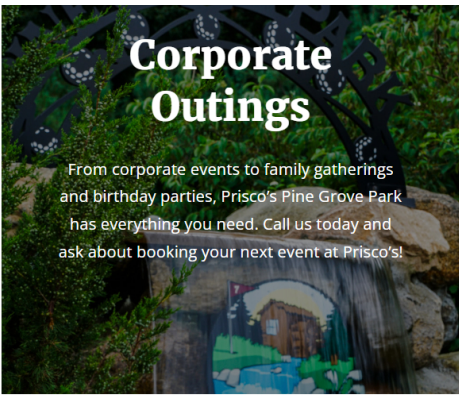 PARK
Corporate
Outings
From corporate events to family gatherings
and birthday parties, Prisco's Pine Grove Park
has everything you need. Call us today and
ask about booking your next event at Prisco's!